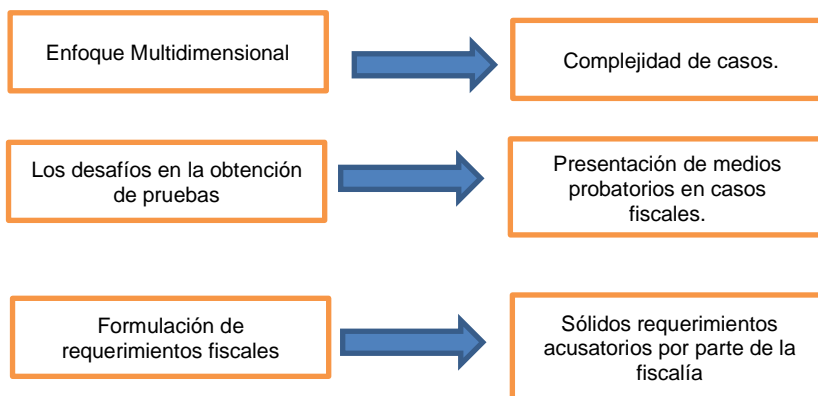 Enfoque Multidimensional
Complejidad de casos.
Los desafíos en la obtención
de pruebas
Presentación de medios
probatorios en casos
fiscales.
Formulación de
requerimientos fiscales
Sólidos requerimientos
acusatorios por parte de la
fiscalía